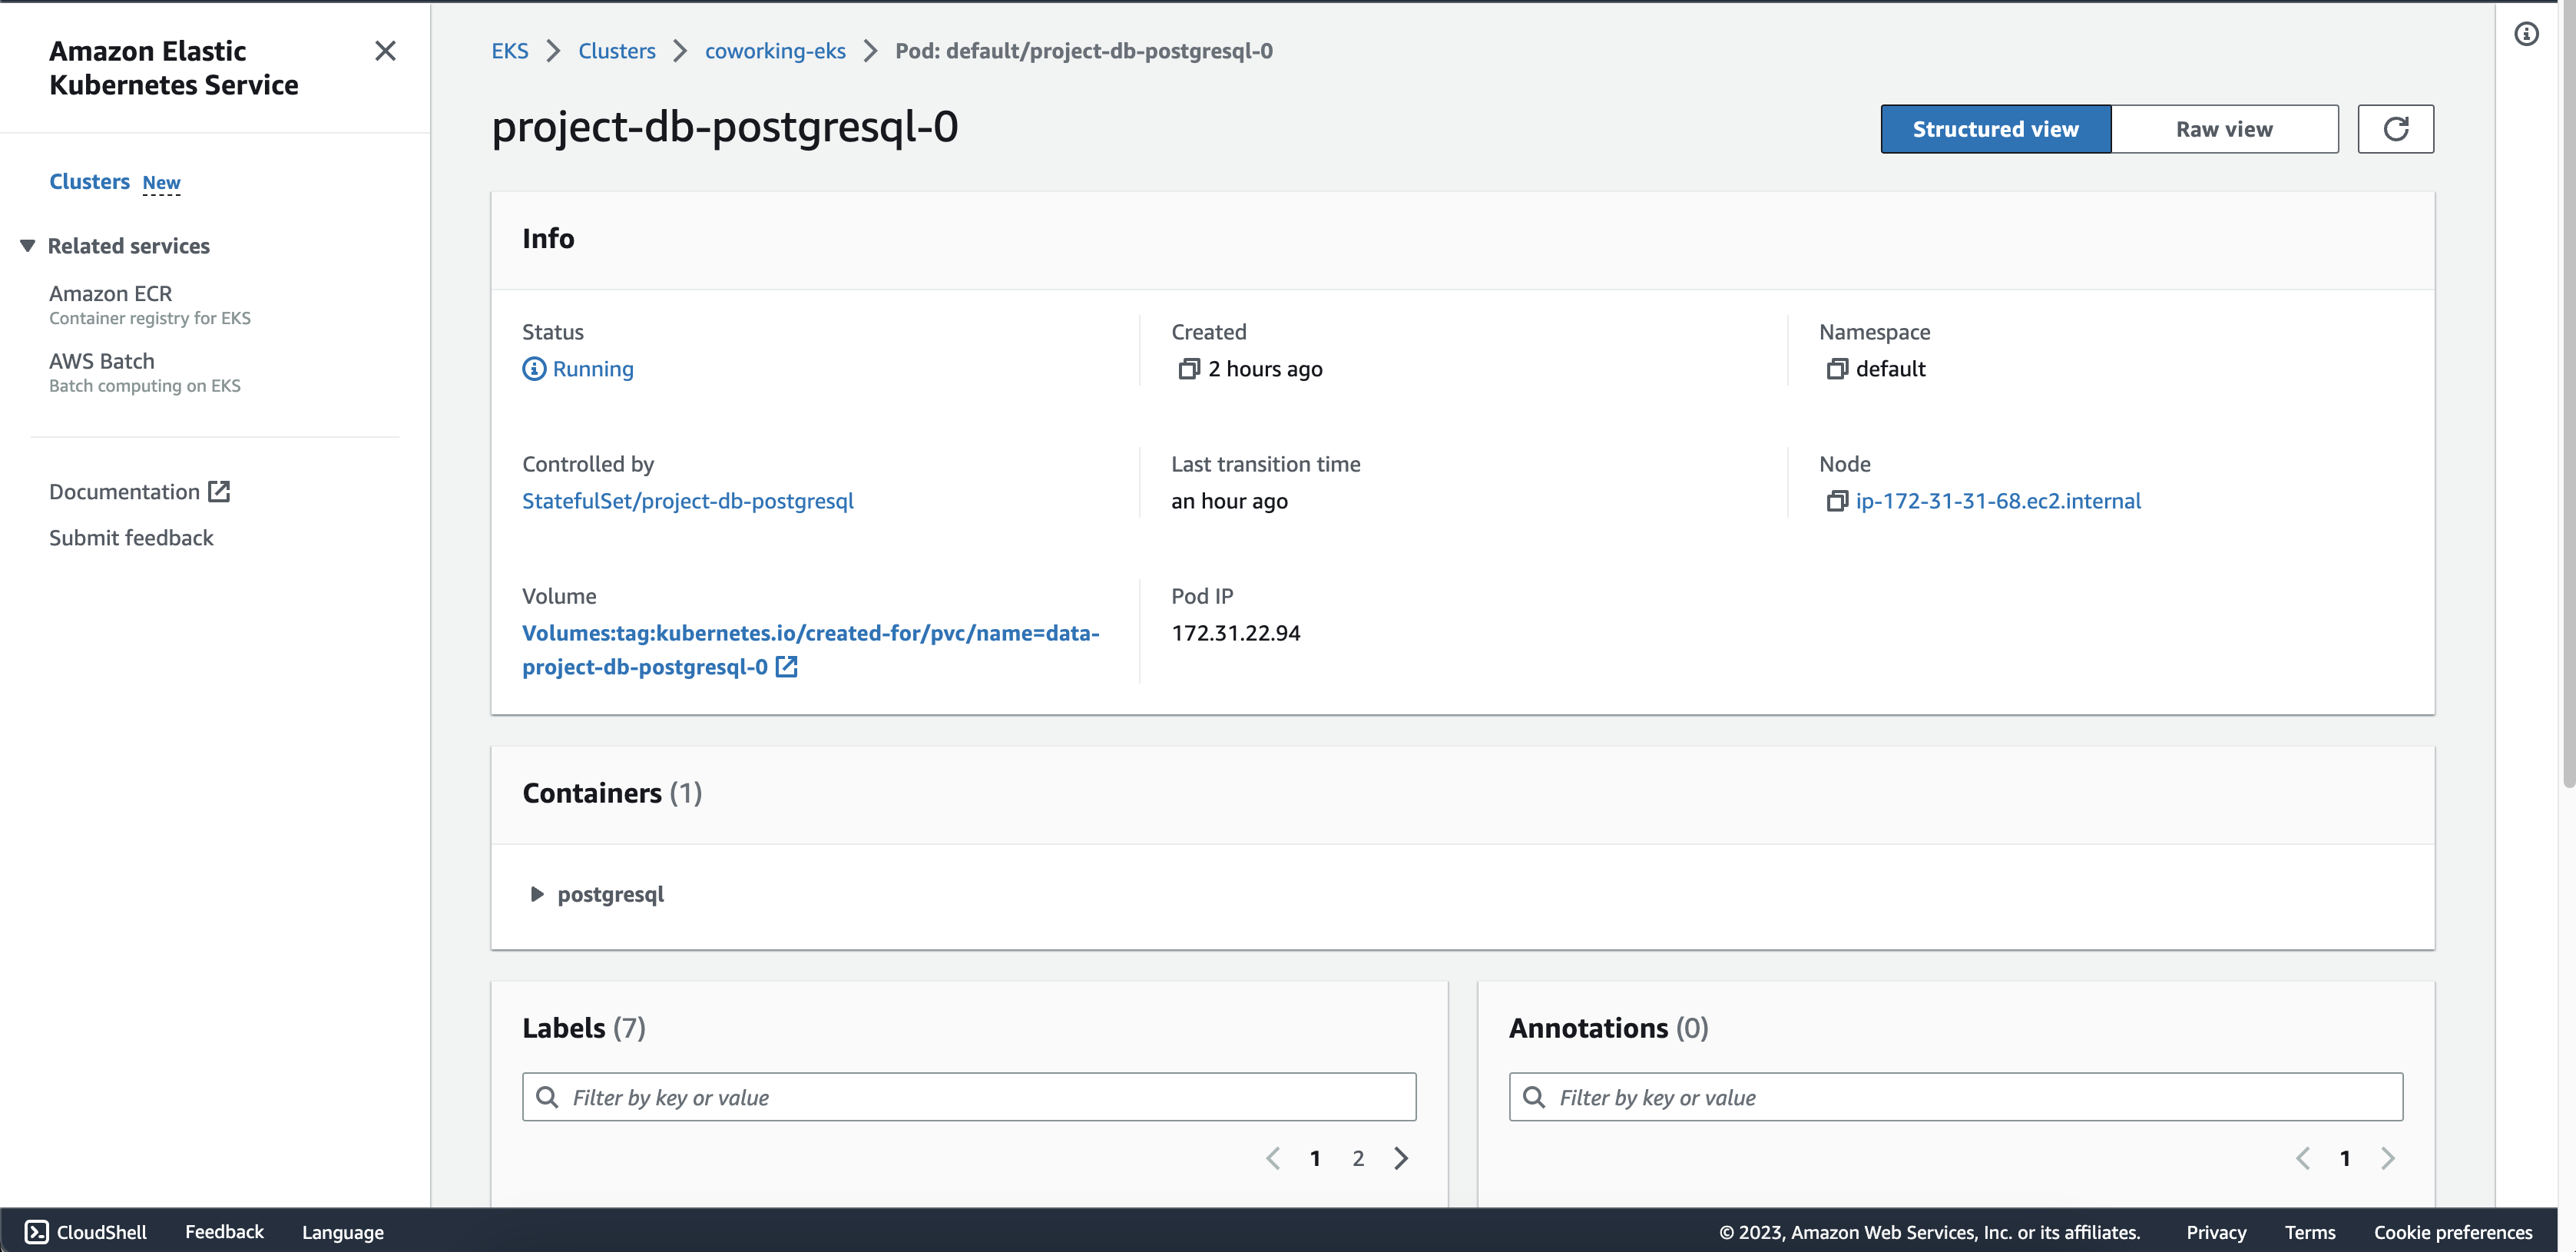 Amazon Elastic
Kubernetes Service
Clusters New
Related services
Amazon ECR
Container registry for EKS
AWS Batch
Batch computing on EKS
Documentation
Submit feedback
EKS > Clusters > coworking-eks > Pod: default/project-db-postgresql-0
project-db-postgresql-0
Structured view
Raw view
Info
Status
Running
Created
2 hours ago
Namespace
default
Controlled by
StatefulSet/project-db-postgresql
Last transition time
an hour ago
Node
ip-172-31-31-68.ec2.internal
Volume
Volumes:tag:kubernetes.io/created-for/pvc/name=data-
project-db-postgresql-0
Pod IP
172.31.22.94
Containers (1)
postgresql
Labels (7)
Filter by key or value
1 2
Annotations (0)
Filter by key or value
1
CloudShell Feedback Language © 2023, Amazon Web Services, Inc. or its affiliates. Privacy Terms Cookie preferences